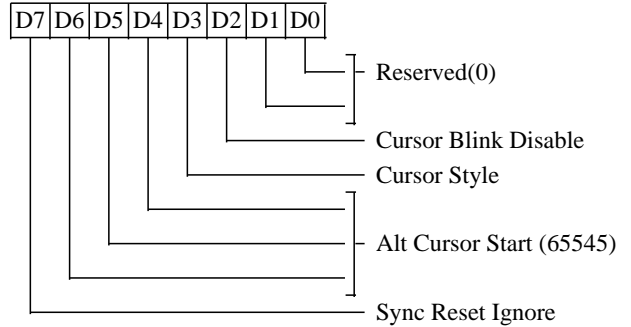 D7 D6 D5 D4 D3 D2 D1 D0
Reserved(0)
Cursor Blink Disable
Cursor Style
Alt Cursor Start (65545)
Sync Reset Ignore